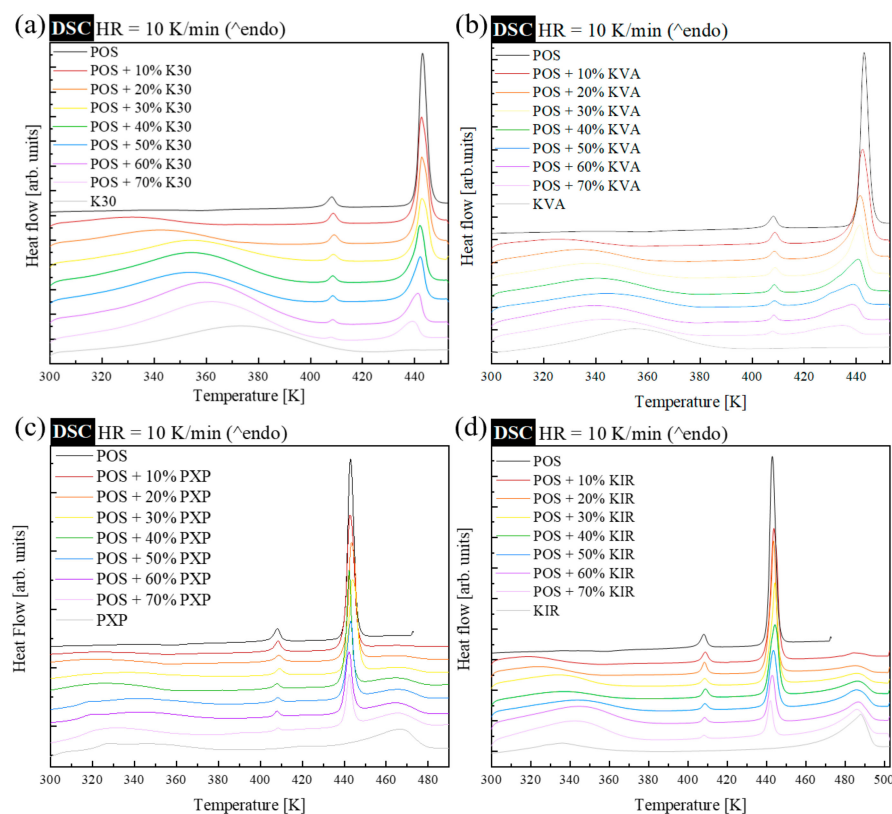 (a) DSC HR = 10 K/min (^endo)
POS
POS + 10% K30
POS + 20% K30
POS + 30% K30
POS + 40% K30
POS + 50% K30
POS + 60% K30
POS + 70% K30
K30
Heat flow [arb. units]
300 320 340 360 380 400 420 440
Temperature [K]
(b) DSC HR = 10 K/min (^endo)
POS
POS + 10% KVA
POS + 20% KVA
POS + 30% KVA
POS + 40% KVA
POS + 50% KVA
POS + 60% KVA
POS + 70% KVA
KVA
Heat flow [arb.units]
300 320 340 360 380 400 420 440
Temperature [K]
(c) DSC HR = 10 K/min (^endo)
POS
POS + 10% PXP
POS + 20% PXP
POS + 30% PXP
POS + 40% PXP
POS + 50% PXP
POS + 60% PXP
POS + 70% PXP
PXP
Heat Flow [arb. units]
300 320 340 360 380 400 420 440 460 480
Temperature [K]
(d) DSC HR = 10 K/min (^endo)
POS
POS + 10% KIR
POS + 20% KIR
POS + 30% KIR
POS + 40% KIR
POS + 50% KIR
POS + 60% KIR
POS + 70% KIR
KIR
Heat flow [arb. units]
300 320 340 360 380 400 420 440 460 480 500
Temperature [K]